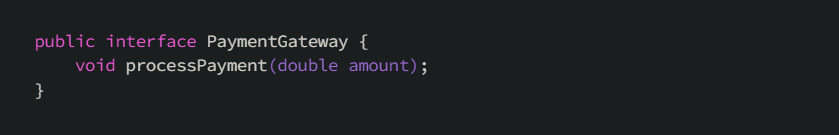 public interface PaymentGateway {
    void processPayment(double amount);
}